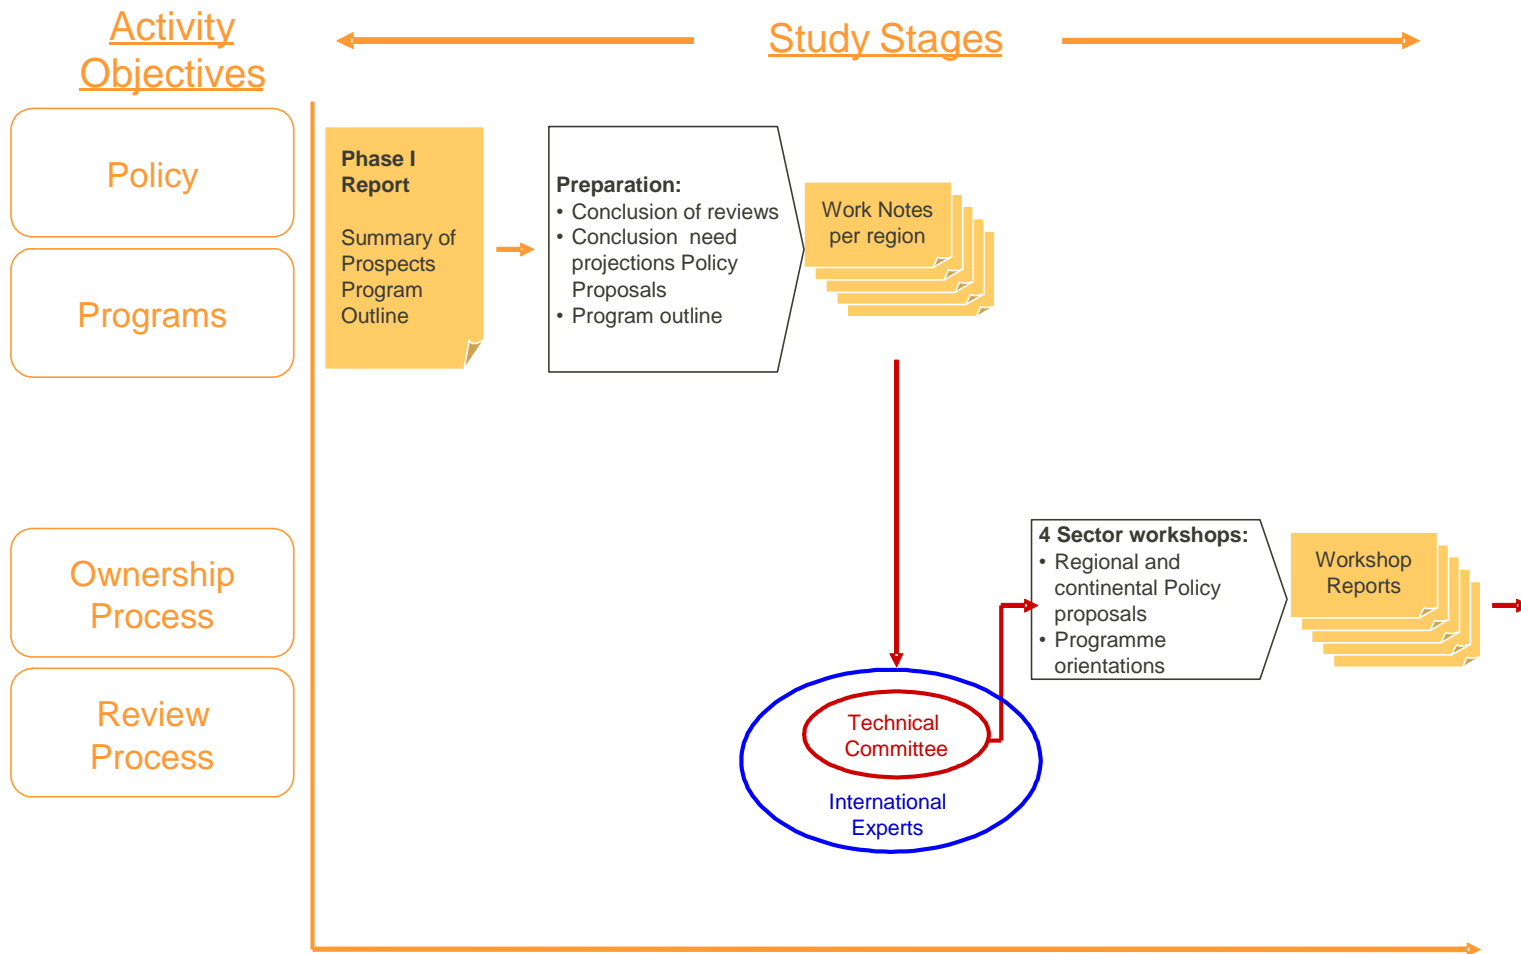 Activity
Objectives
Study Stages
Policy
Programs
Phase I
Report
Summary of
Prospects
Program
Outline
Preparation:
• Conclusion of reviews
• Conclusion need
projections Policy
Proposals
• Program outline
Work Notes
per region
Ownership
Process
Review
Process
4 Sector workshops:
• Regional and
continental Policy
proposals
• Programme
orientations
Workshop
Reports
Technical
Committee
International
Experts